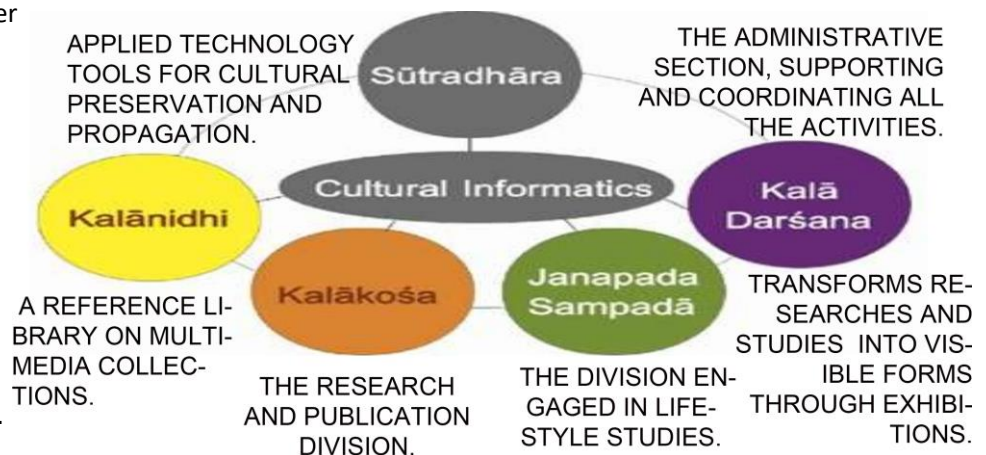 er
APPLIED TECHNOLOGY
TOOLS FOR CULTURAL
PRESERVATION AND
PROPAGATION.
Sūtradhāra
THE ADMINISTRATIVE
SECTION, SUPPORTING
AND COORDINATING ALL
THE ACTIVITIES.
Cultural Informatics
Kalānidhi
Kalā
Darśana
Kalākośa
Janapada
Sampadā
A REFERENCE LI-
BRARY ON MULTI-
MEDIA COLLEC-
TIONS.
THE RESEARCH
AND PUBLICATION
DIVISION.
THE DIVISION EN-
GAGED IN LIFE-
STYLE STUDIES.
TRANSFORMS RE-
SEARCHES AND
STUDIES INTO VIS-
IBLE FORMS
THROUGH EXHIBI-
TIONS.
.